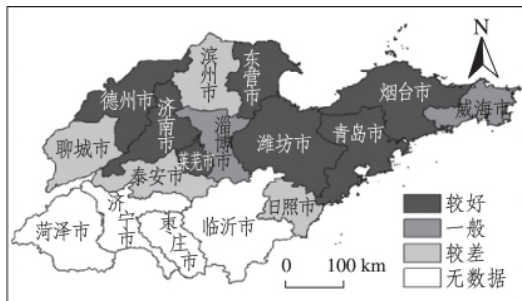 N
滨州市
东营市
德州市
济南市
烟台市
威海市
淄博市
潍坊市
青岛市
聊城市
莱芜市
泰安市
日照市
济宁市
临沂市
菏泽市
枣庄市
较好
一般
较差
无数据
0 100 km